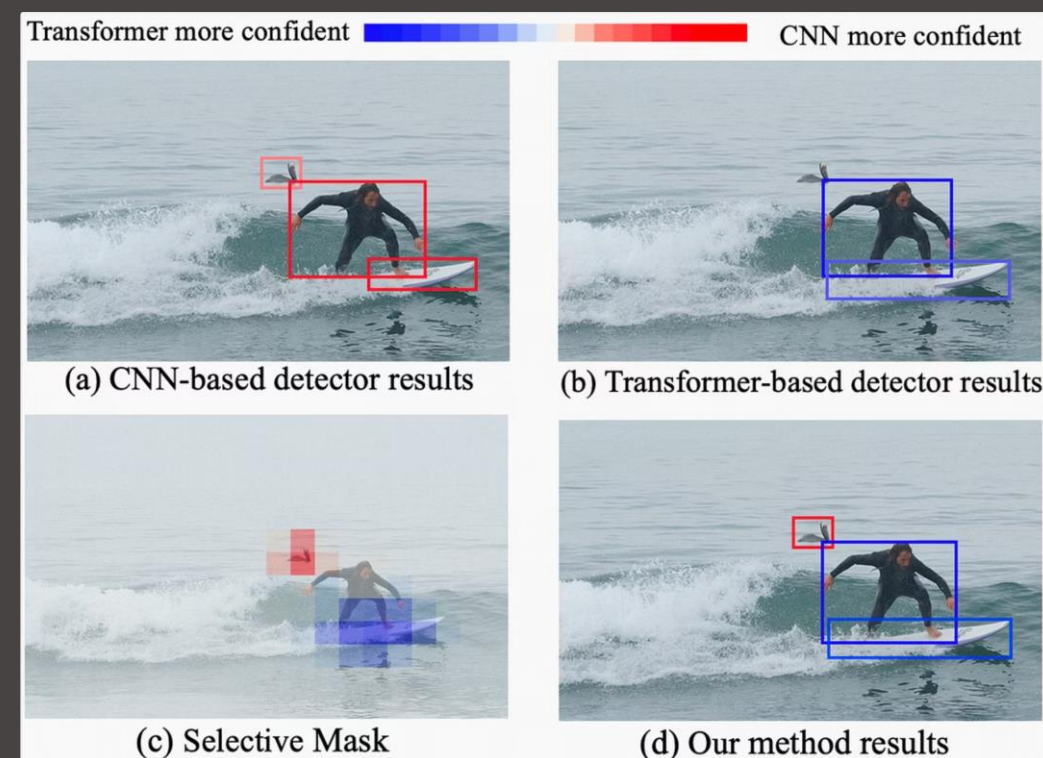 Transformer more confident
CNN more confident
(a) CNN-based detector results
(b) Transformer-based detector results
(c) Selective Mask
(d) Our method results